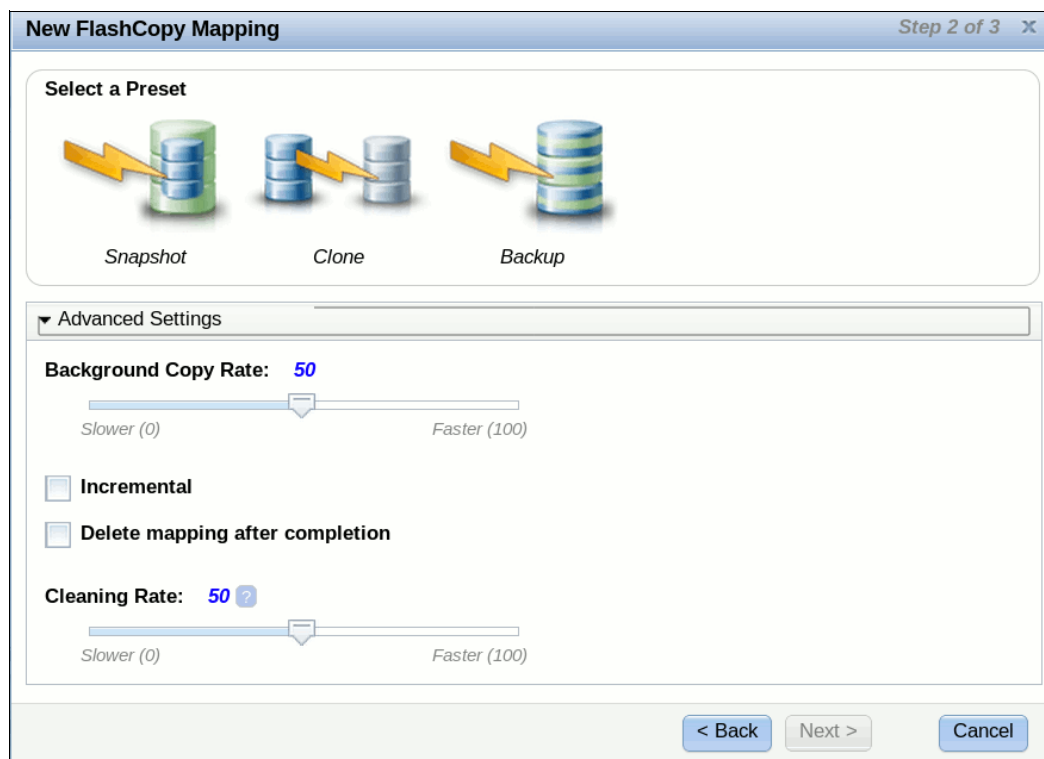 New FlashCopy Mapping Step 2 of 3 x
Select a Preset
Snapshot Clone Backup
Advanced Settings
Background Copy Rate: 50
Slower (0) Faster (100)
Incremental
Delete mapping after completion
Cleaning Rate: 50 ?
Slower (0) Faster (100)
< Back Next > Cancel